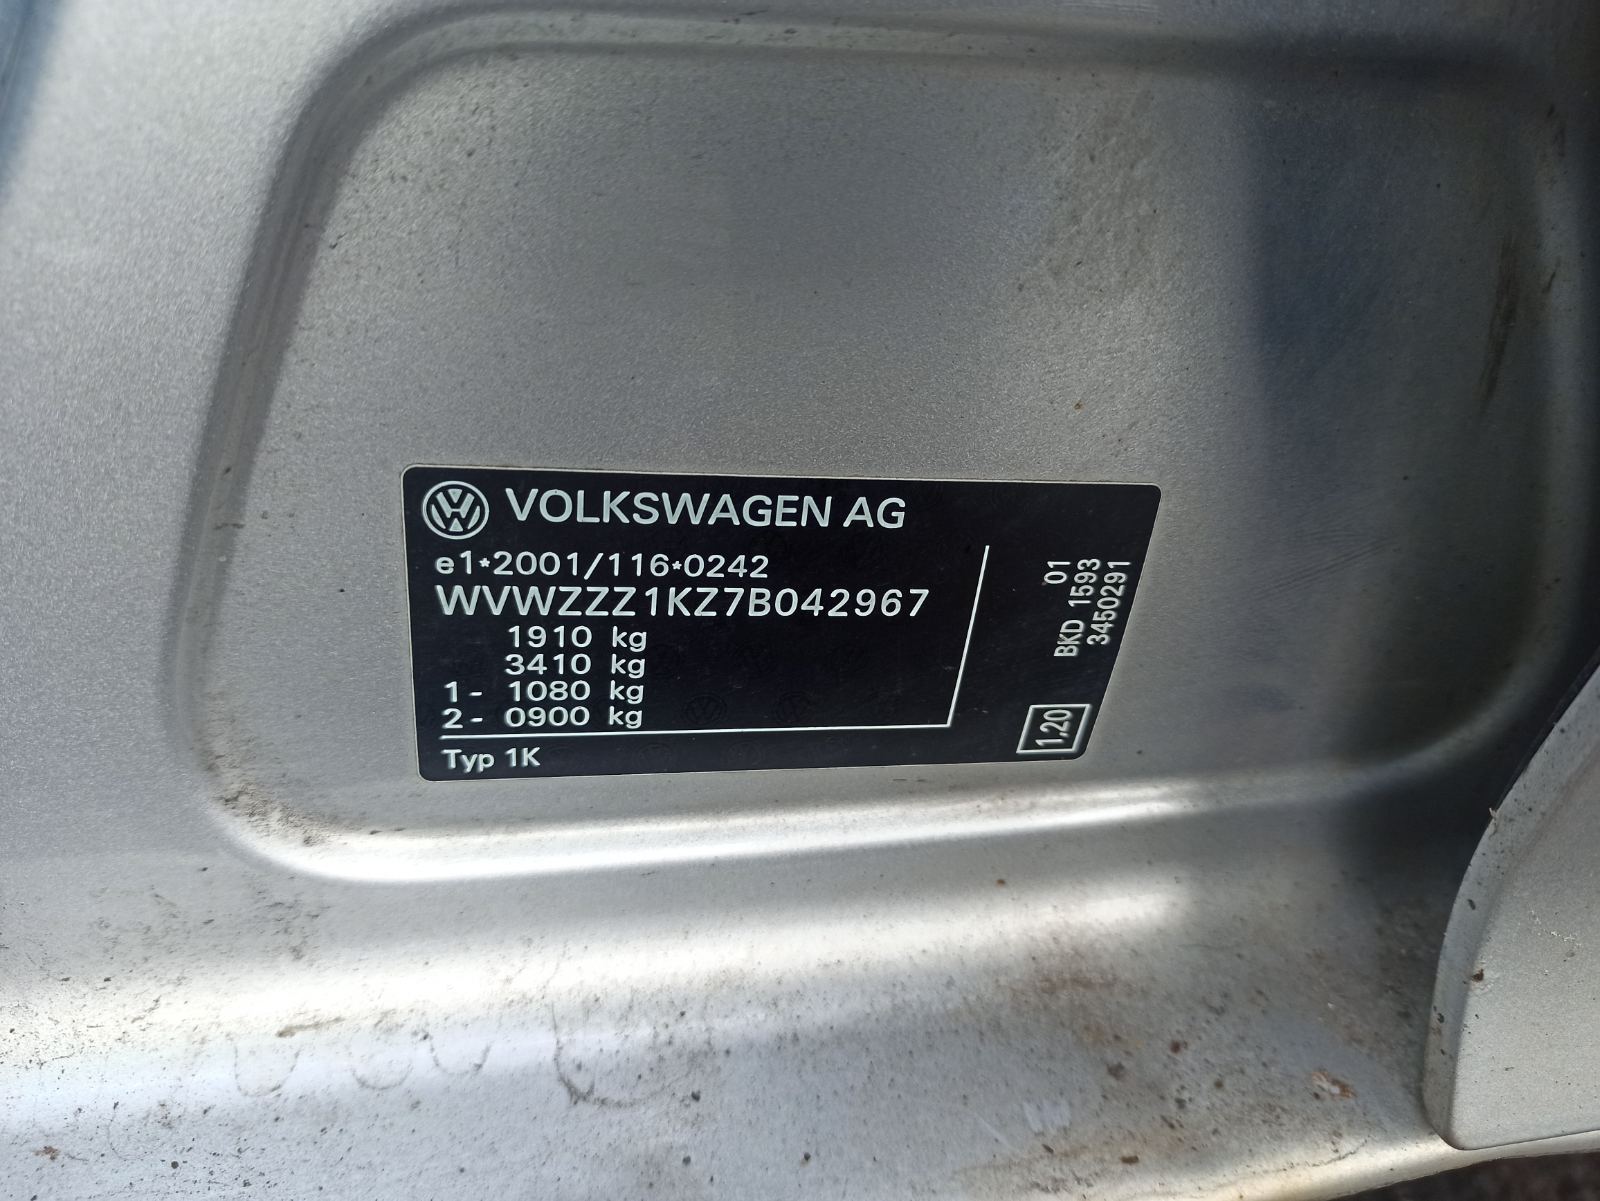 VOLKSWAGEN AG
e1*2001/116*0242
WVWZZZ1KZ7B042967
1910 kg
3410 kg
1- 1080 kg
2- 0900 kg
Typ 1K
01
BKD 1593
3450291
1.20